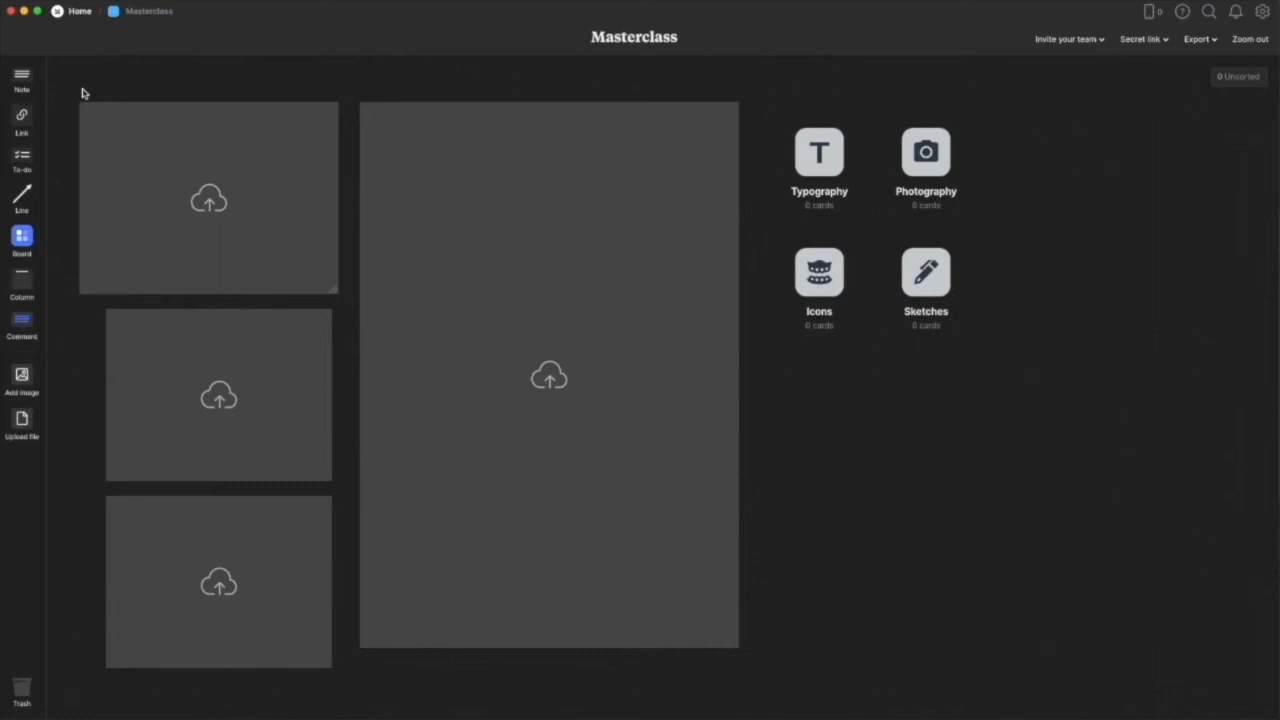 Home / Masterclass
0
Masterclass
Invite your team
Secret link
Export
Zoom out
0 Unsorted
Note
Link
To-do
Line
Board
Column
Comment
Add image
Upload file
Trash
T
Typography
0 cards
Photography
0 cards
Icons
0 cards
Sketches
0 cards